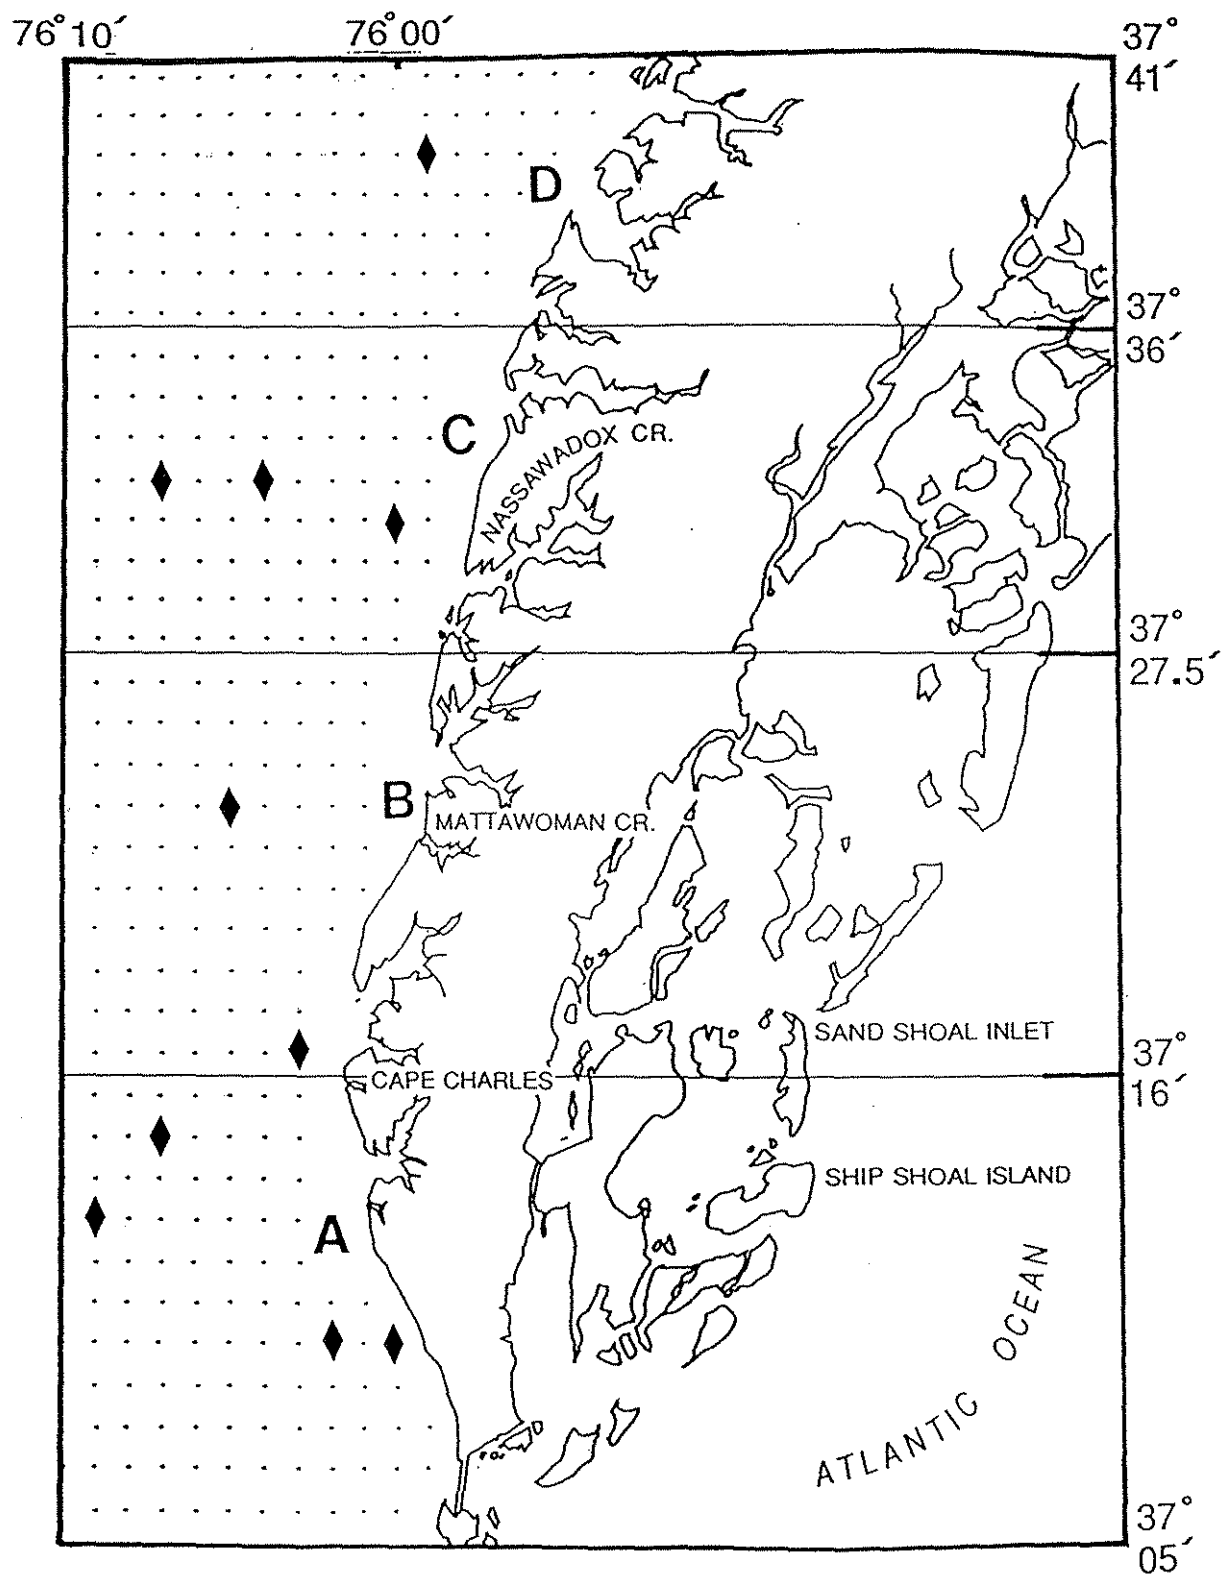 76°10´
76°00´
37°
41´
D
37°
36´
C
NASSAWADOX CR.
37°
27.5´
B
MATTAWOMAN CR.
SAND SHOAL INLET
37°
CAPE CHARLES
16´
SHIP SHOAL ISLAND
A
ATLANTIC OCEAN
37°
05´